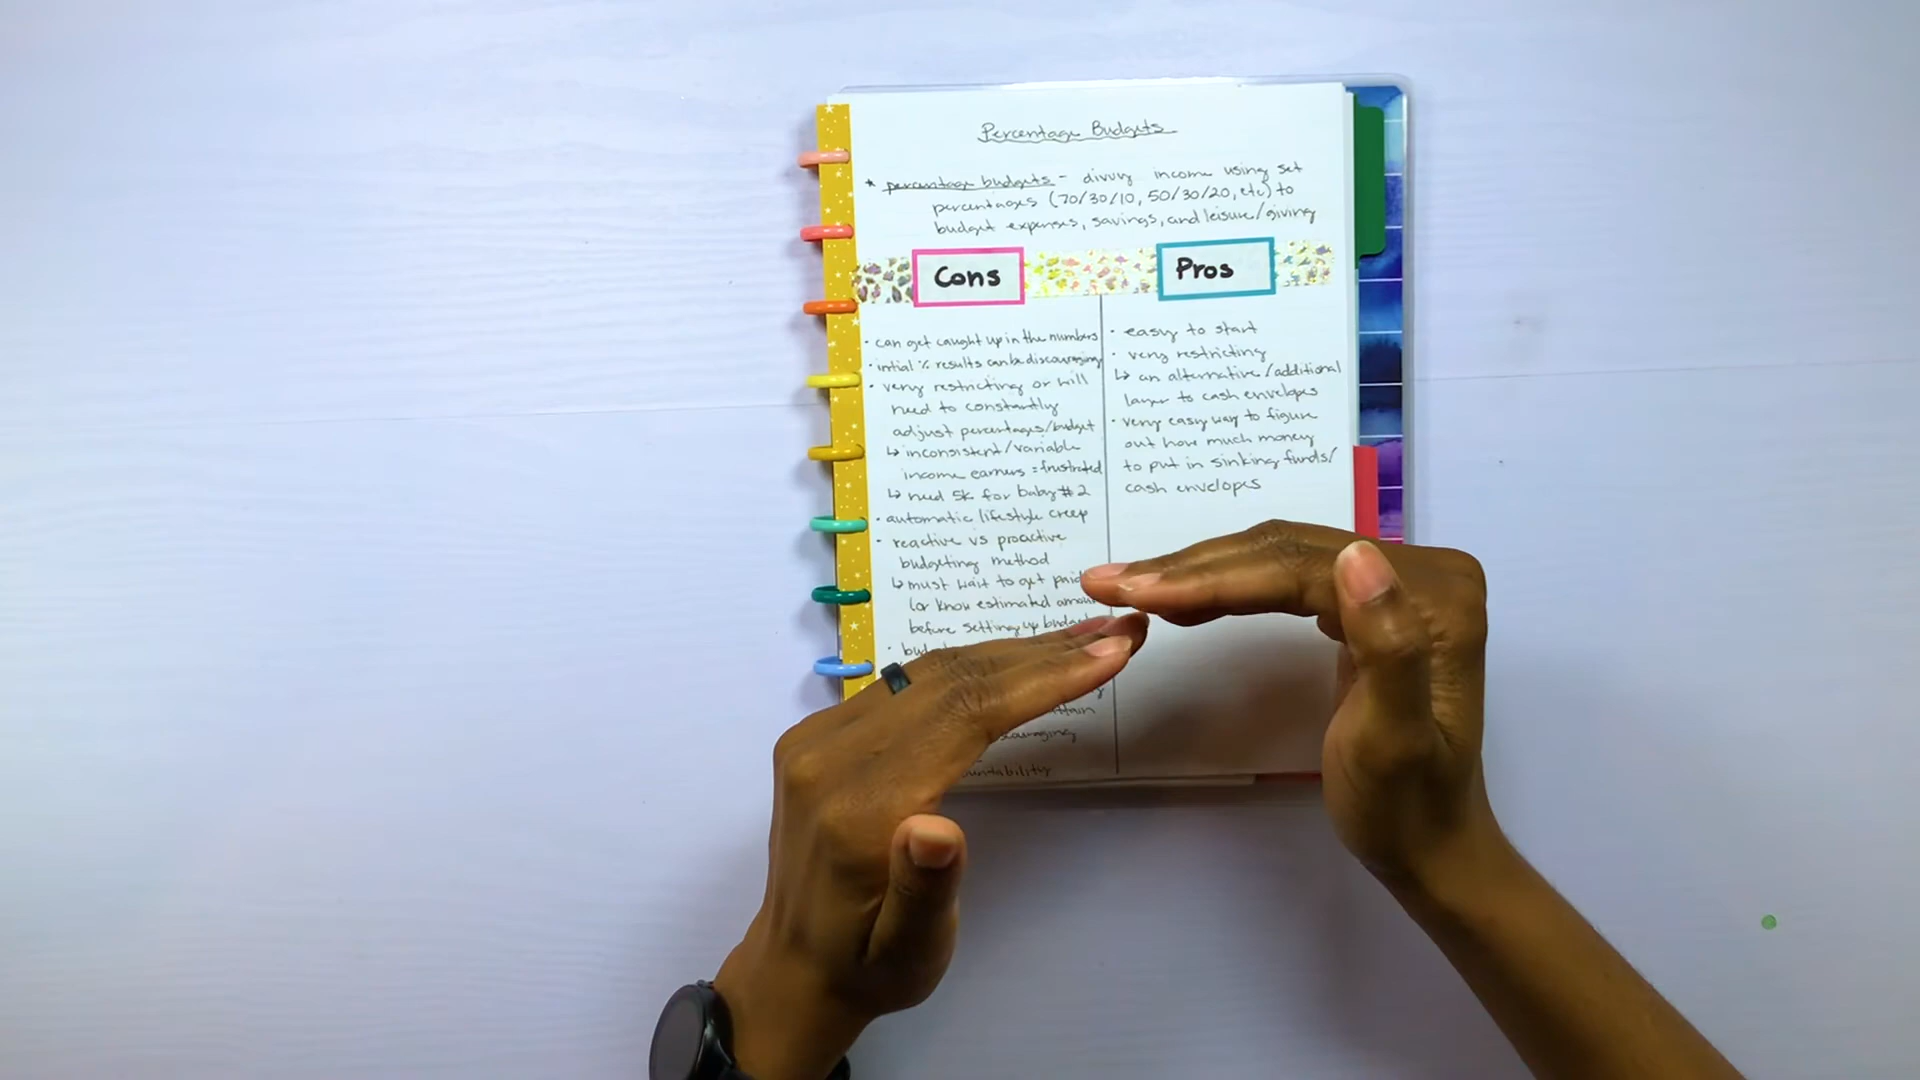 Percentage Budgets
* percentage budgets - divvy income using set
percentages (70/30/10, 50/30/20, etc) to
budget expenses, savings, and leisure/giving
Cons
Pros
· can get caught up in the numbers
· intial % results can be discouraging
· very restricting or will
need to constantly
adjust percentages/budget
↳ inconsistent/variable
income earners = frustrated
↳ need 5k for baby #2
· automatic lifestyle creep
· reactive vs proactive
budgeting method
↳ must wait to get paid
(or know estimated
before setting up
· easy to start
· very restricting
↳ an alternative/additional
layer to cash envelopes
· very easy way to figure
out how much money
to put in sinking funds/
cash envelopes